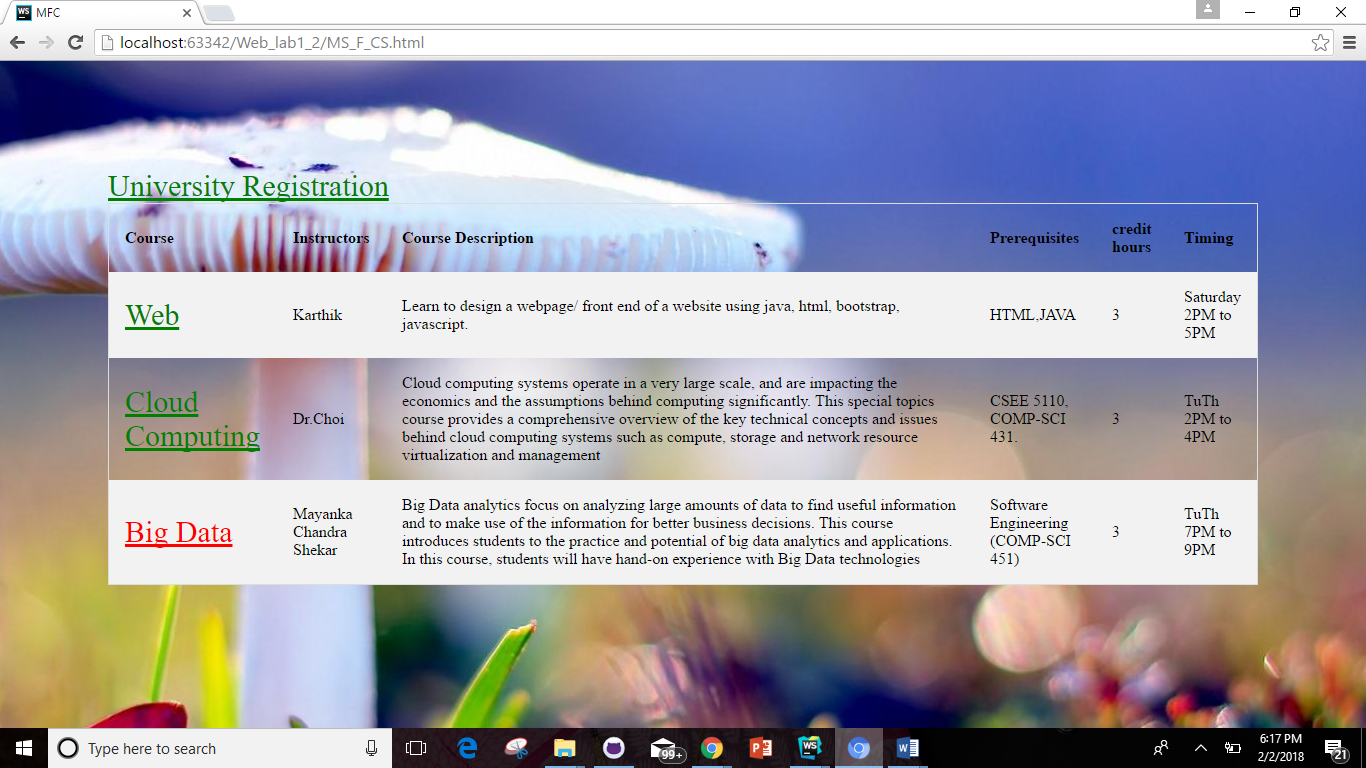 WS MFC
localhost:63342/Web_lab1_2/MS_F_CS.html
University Registration
Course Instructors Course Description Prerequisites credit hours Timing
Web
Karthik
Learn to design a webpage/ front end of a website using java, html, bootstrap,
javascript.
HTML,JAVA
3
Saturday
2PM to
5PM
Cloud
Computing
Dr.Choi
Cloud computing systems operate in a very large scale, and are impacting the
economics and the assumptions behind computing significantly. This special topics
course provides a comprehensive overview of the key technical concepts and issues
behind cloud computing systems such as compute, storage and network resource
virtualization and management
CSEE 5110,
COMP-SCI
431.
3
TuTh
2PM to
4PM
Big Data
Mayanka
Chandra
Shekar
Big Data analytics focus on analyzing large amounts of data to find useful information
and to make use of the information for better business decisions. This course
introduces students to the practice and potential of big data analytics and applications.
In this course, students will have hand-on experience with Big Data technologies
Software
Engineering
(COMP-SCI
451)
3
TuTh
7PM to
9PM
Type here to search
99+
WS
6:17 PM
2/2/2018
21